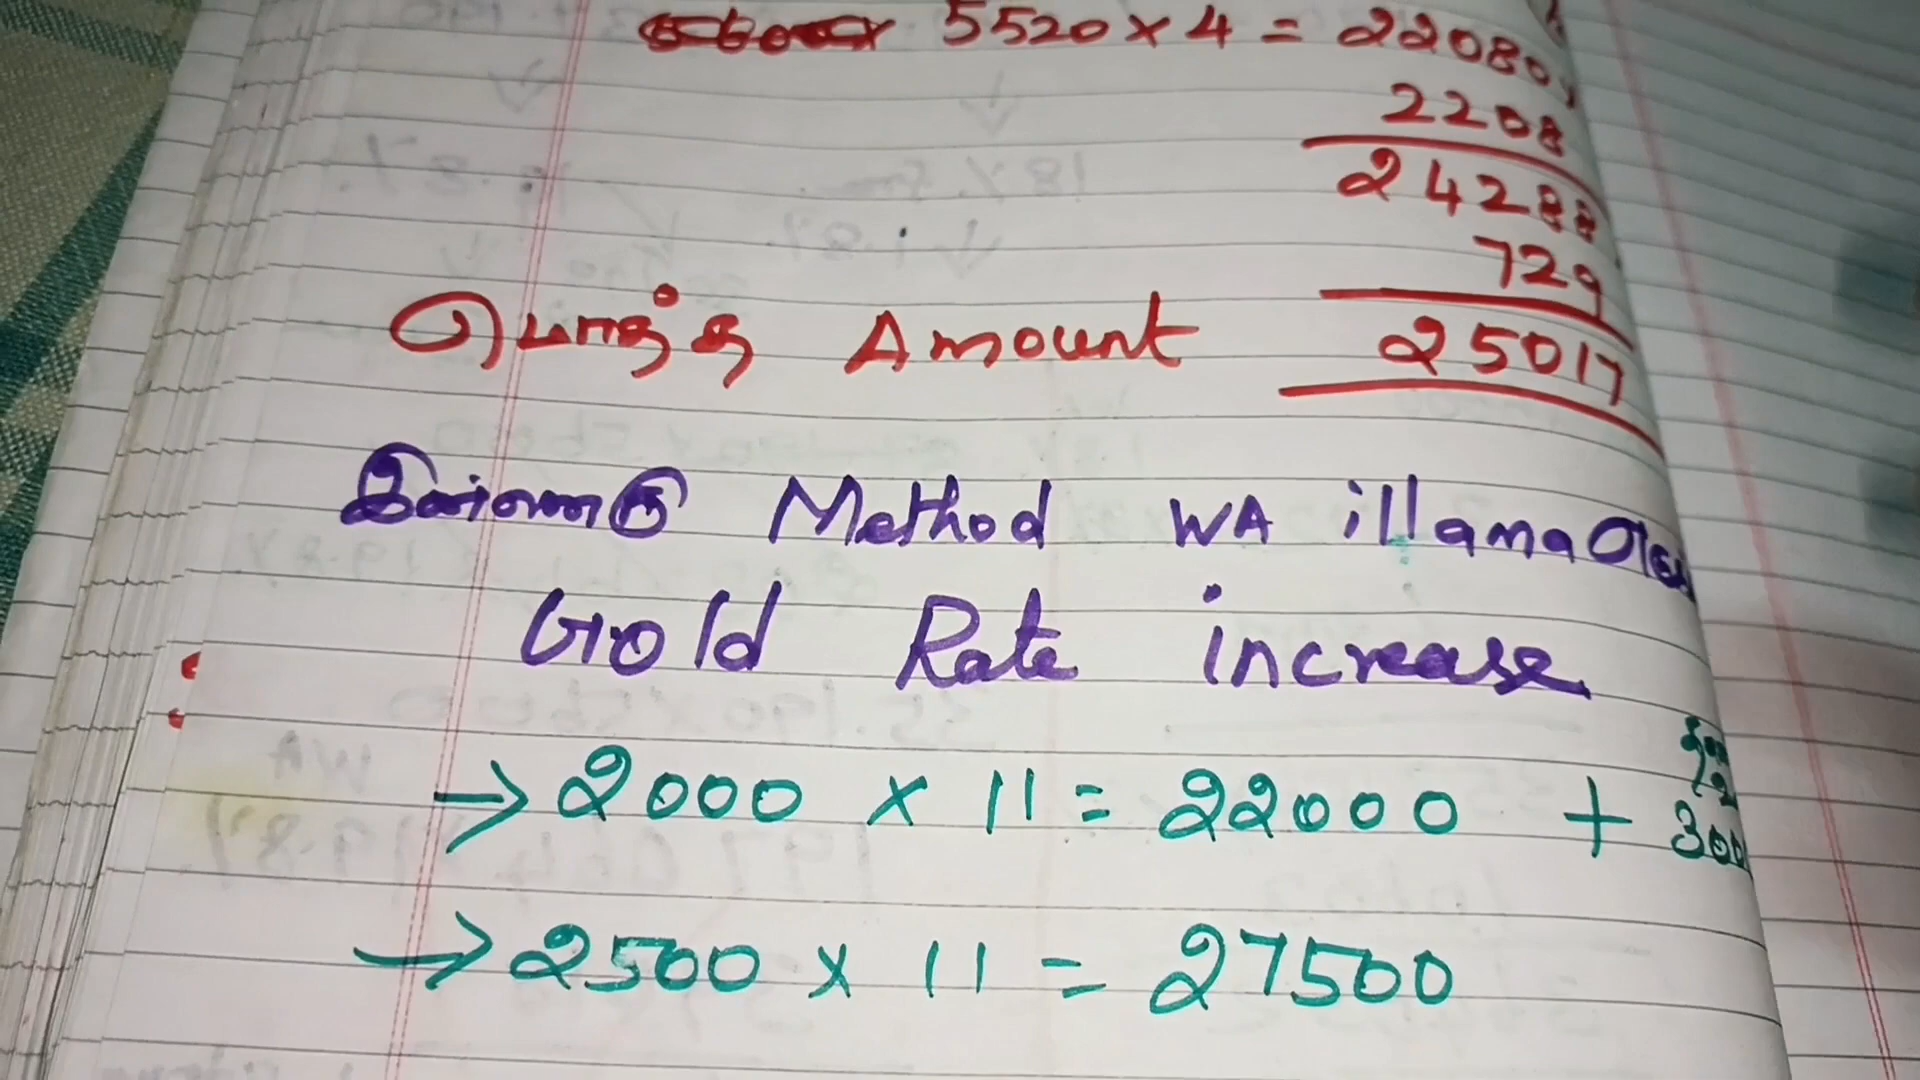 5520 × 4 = 22080
2208
24288
729
மொத்த Amount 25017
இன்னொரு Method WA illama
Gold Rate increase
→ 2000 × 11 = 22000 + 300
→ 2500 × 11 = 27500